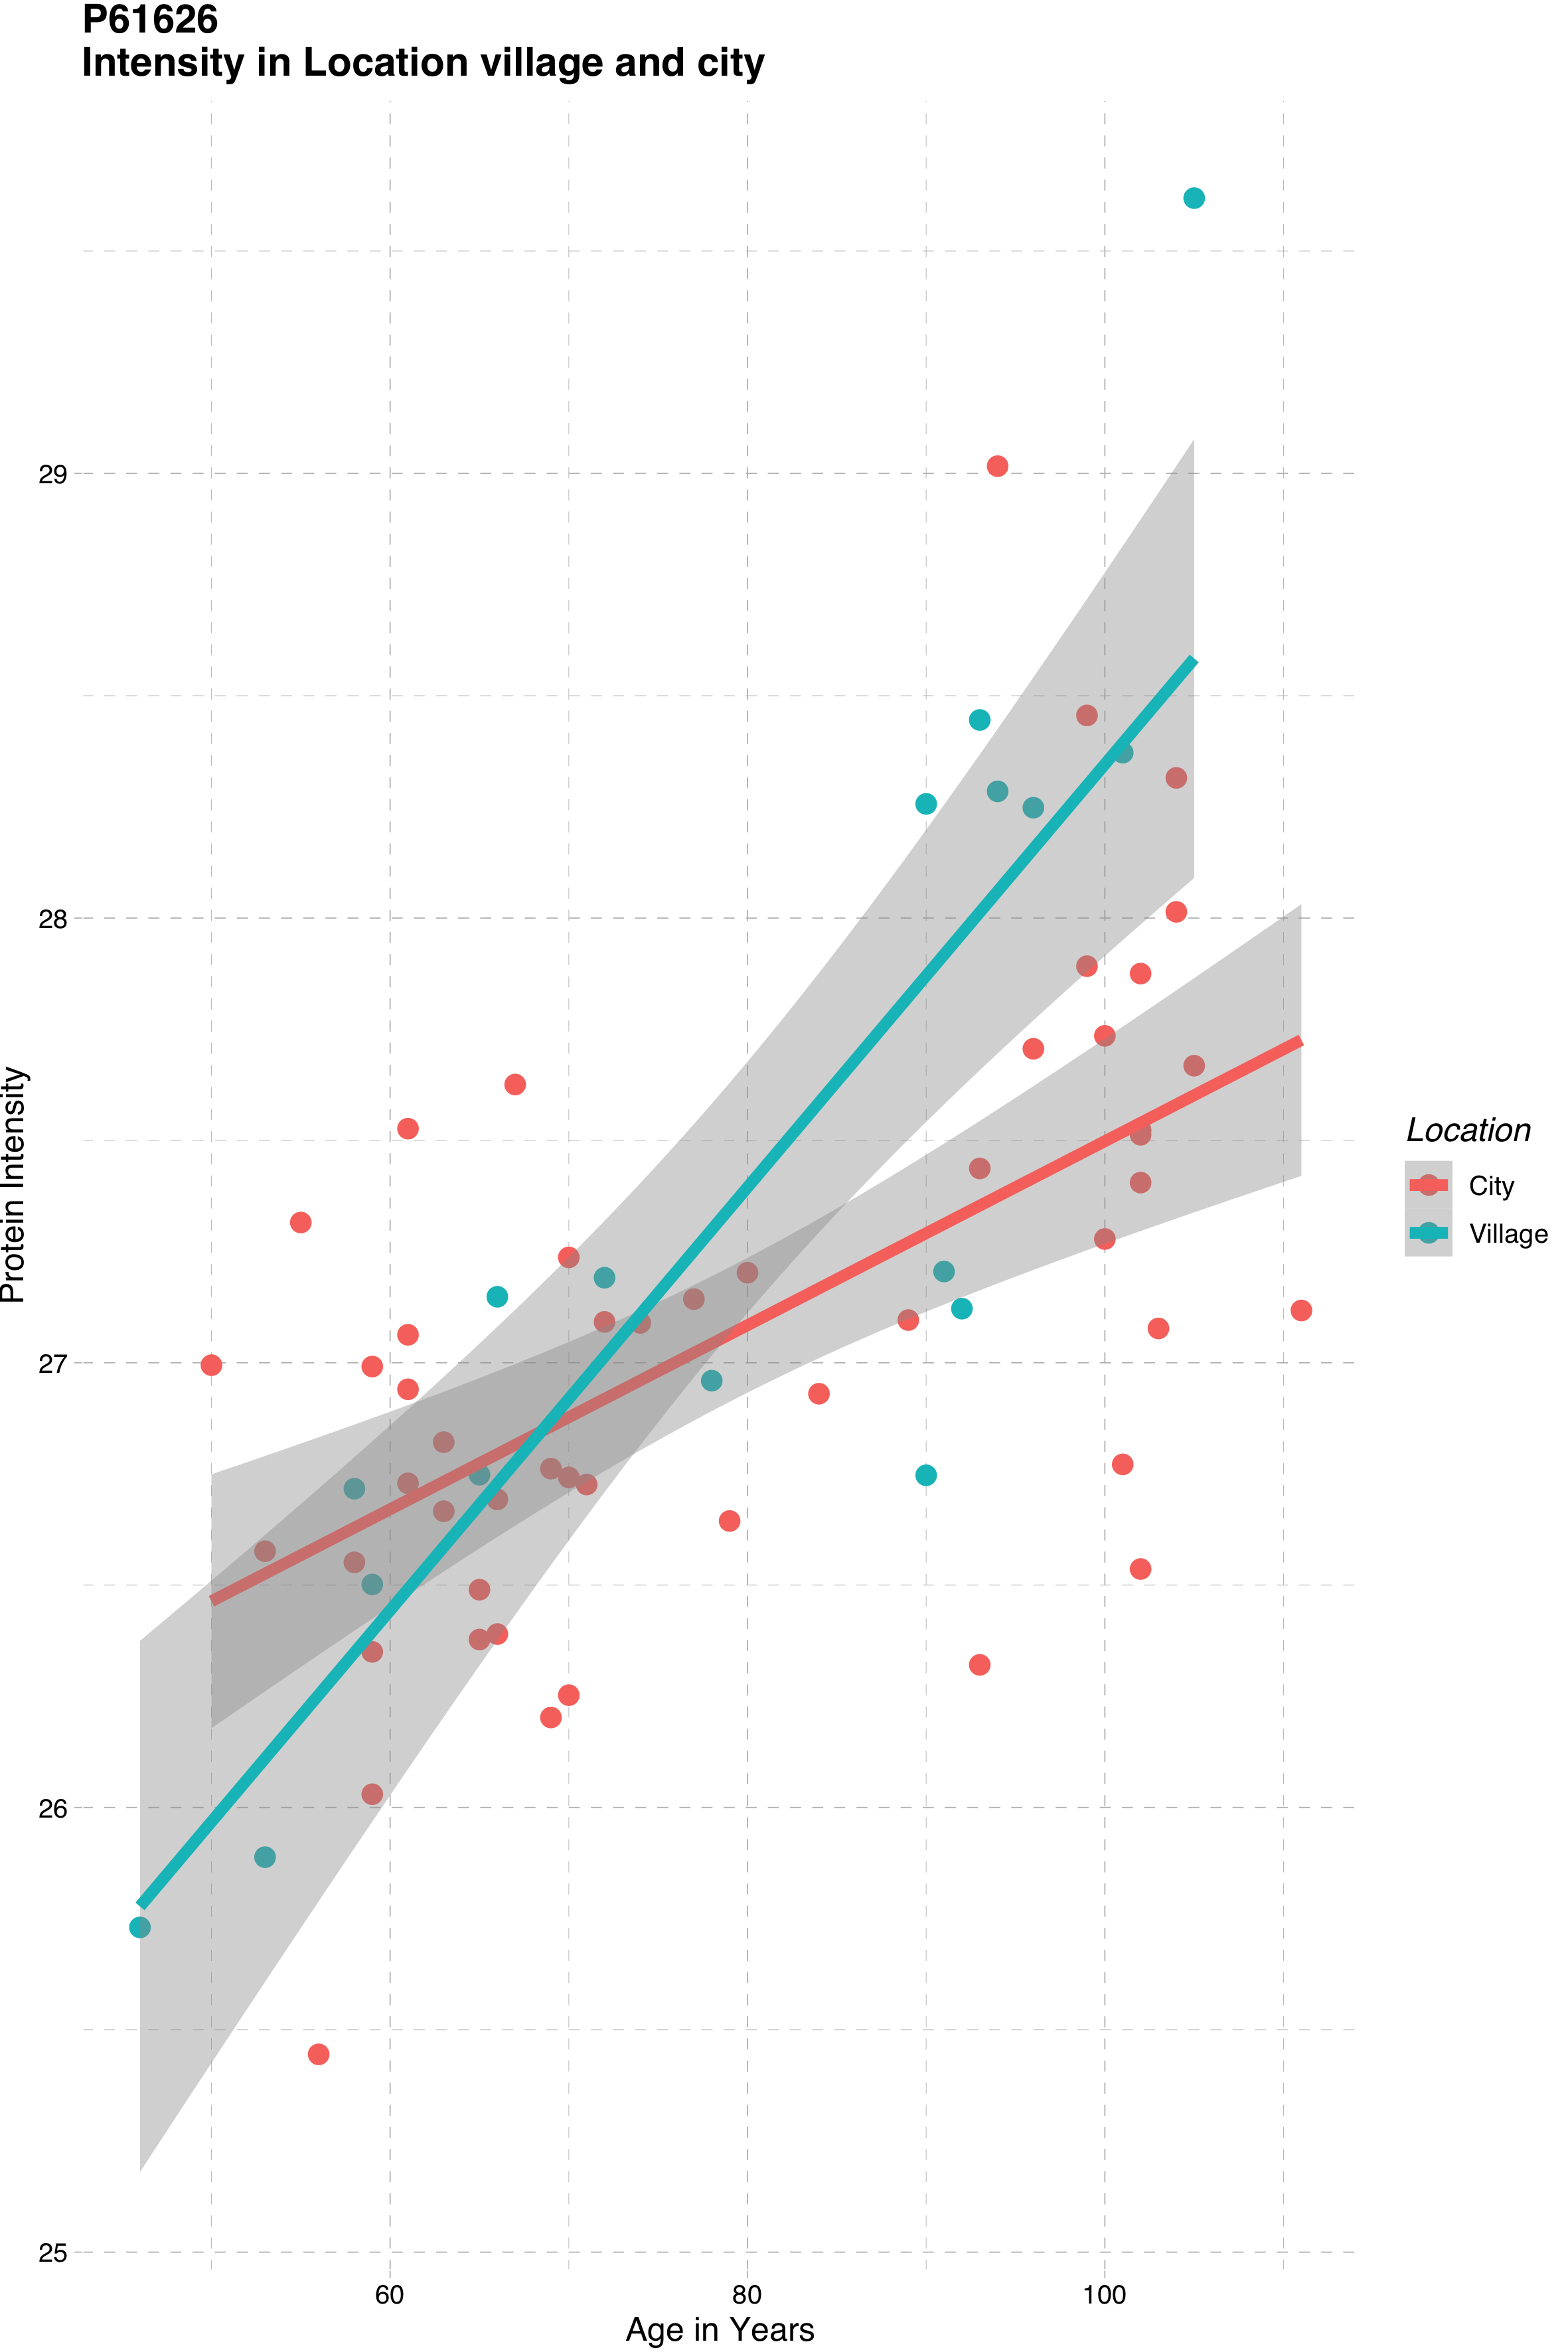 P61626
Intensity in Location village and city
29
28
27
26
25
Protein Intensity
60 80 100
Age in Years
Location
City
Village